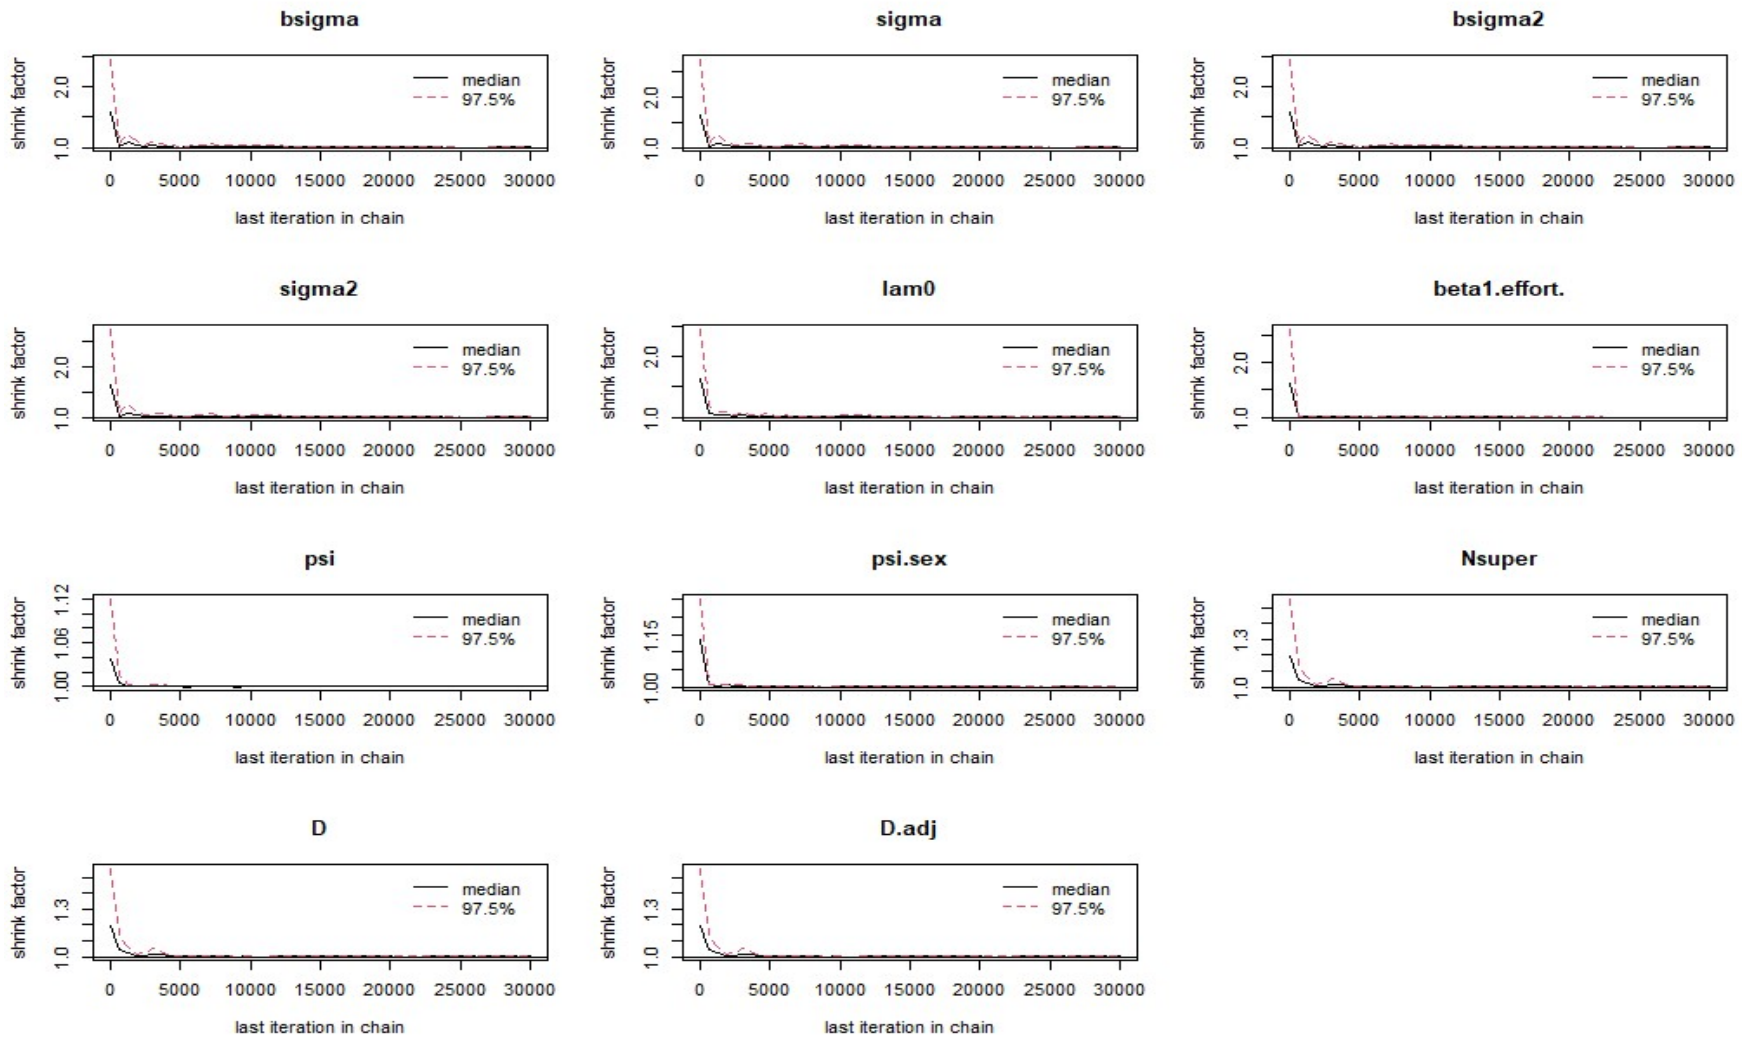 bsigma
shrink factor
1.0 2.0
median
97.5%
0 5000 10000 15000 20000 25000 30000
last iteration in chain
sigma
shrink factor
1.0 2.0
median
97.5%
0 5000 10000 15000 20000 25000 30000
last iteration in chain
bsigma2
shrink factor
1.0 2.0
median
97.5%
0 5000 10000 15000 20000 25000 30000
last iteration in chain
sigma2
shrink factor
1.0 2.0
median
97.5%
0 5000 10000 15000 20000 25000 30000
last iteration in chain
lam0
shrink factor
1.0 2.0
median
97.5%
0 5000 10000 15000 20000 25000 30000
last iteration in chain
beta1.effort.
shrink factor
1.0 2.0
median
97.5%
0 5000 10000 15000 20000 25000 30000
last iteration in chain
psi
shrink factor
1.00 1.06 1.12
median
97.5%
0 5000 10000 15000 20000 25000 30000
last iteration in chain
psi.sex
shrink factor
1.00 1.15
median
97.5%
0 5000 10000 15000 20000 25000 30000
last iteration in chain
Nsuper
shrink factor
1.0 1.3
median
97.5%
0 5000 10000 15000 20000 25000 30000
last iteration in chain
D
shrink factor
1.0 1.3
median
97.5%
0 5000 10000 15000 20000 25000 30000
last iteration in chain
D.adj
shrink factor
1.0 1.3
median
97.5%
0 5000 10000 15000 20000 25000 30000
last iteration in chain